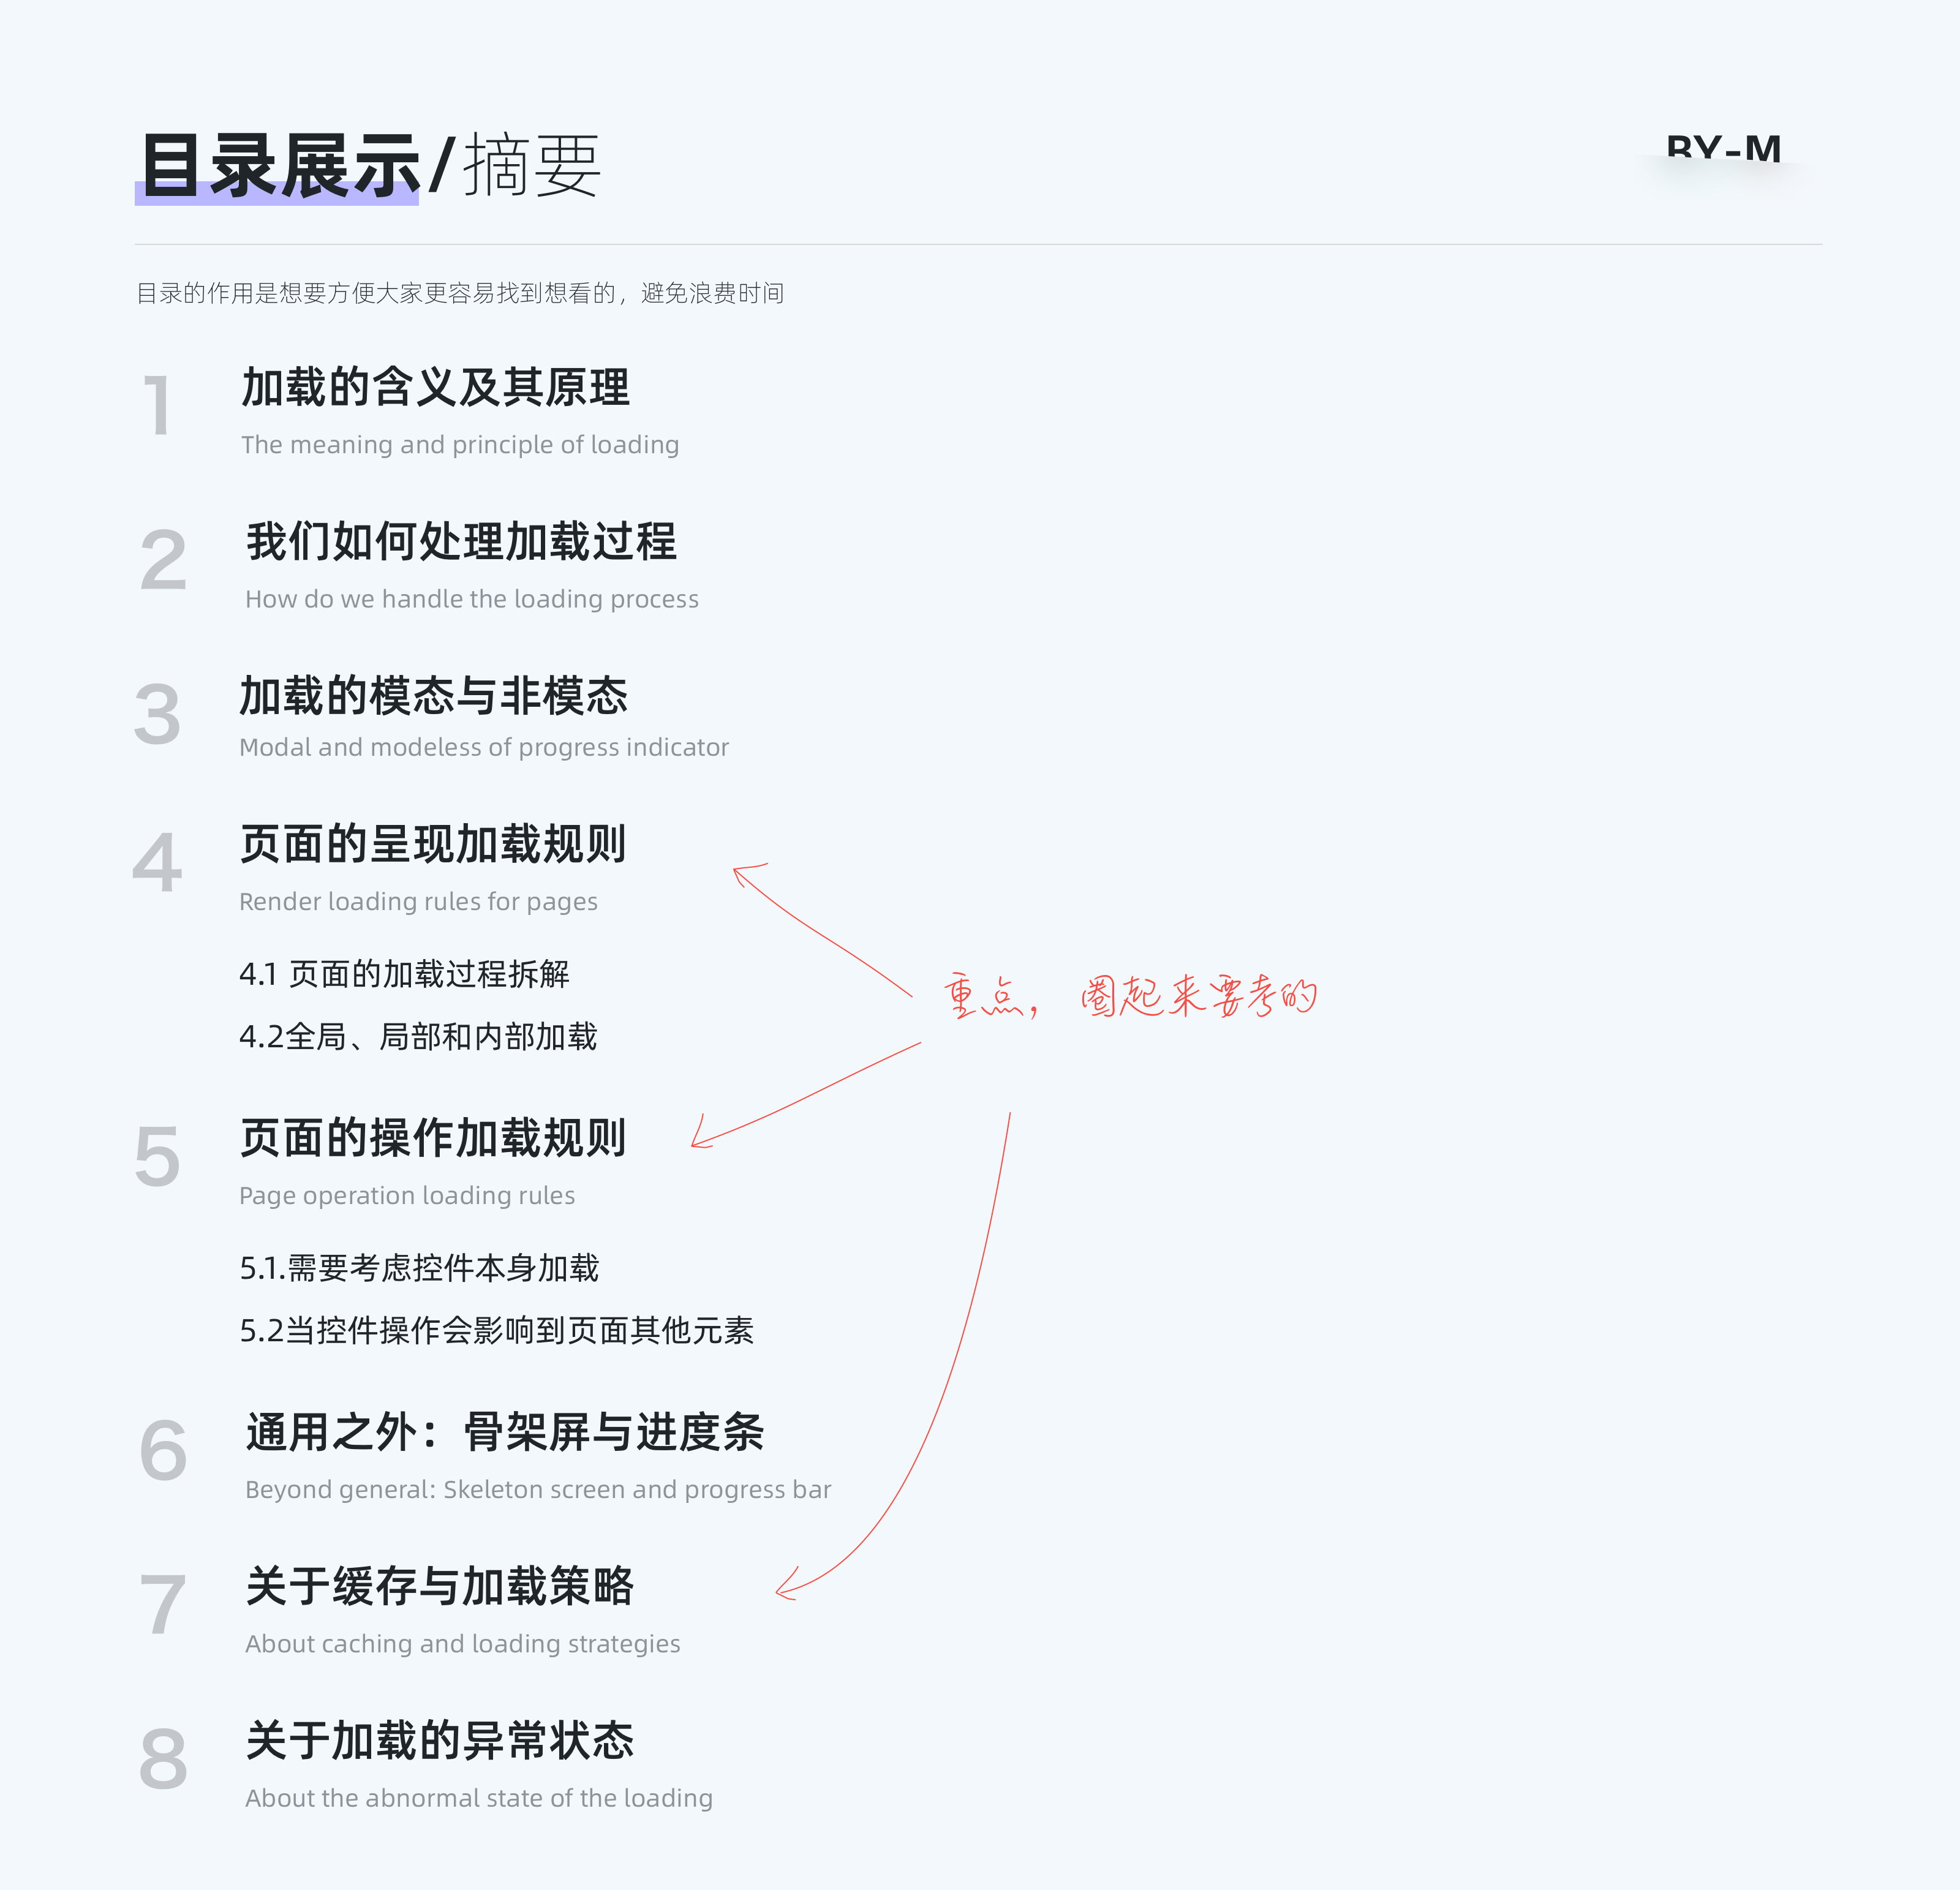 目录展示/摘要
BY-M
目录的作用是想要方便大家更容易找到想看的，避免浪费时间
1
加载的含义及其原理
The meaning and principle of loading
2
我们如何处理加载过程
How do we handle the loading process
3
加载的模态与非模态
Modal and modeless of progress indicator
4
页面的呈现加载规则
Render loading rules for pages
4.1 页面的加载过程拆解
4.2全局、局部和内部加载
重点，圈起来要考的
5
页面的操作加载规则
Page operation loading rules
5.1.需要考虑控件本身加载
5.2当控件操作会影响到页面其他元素
6
通用之外：骨架屏与进度条
Beyond general: Skeleton screen and progress bar
7
关于缓存与加载策略
About caching and loading strategies
8
关于加载的异常状态
About the abnormal state of the loading